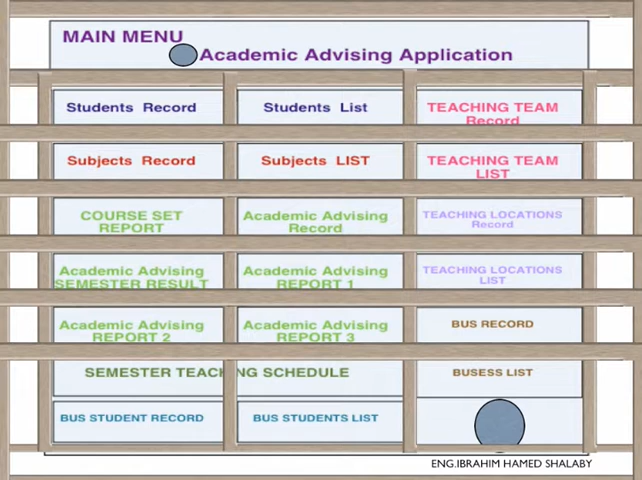 MAIN MENU
Academic Advising Application
Students Record
Students List
TEACHING TEAM
Record
Subjects Record
Subjects LIST
TEACHING TEAM
LIST
COURSE SET
REPORT
Academic Advising
Record
TEACHING LOCATIONS
Record
Academic Advising
SEMESTER RESULT
Academic Advising
REPORT 1
TEACHING LOCATIONS
LIST
Academic Advising
REPORT 2
Academic Advising
REPORT 3
BUS RECORD
SEMESTER TEACHING SCHEDULE
BUSESS LIST
BUS STUDENT RECORD
BUS STUDENTS LIST
ENG.IBRAHIM HAMED SHALABY